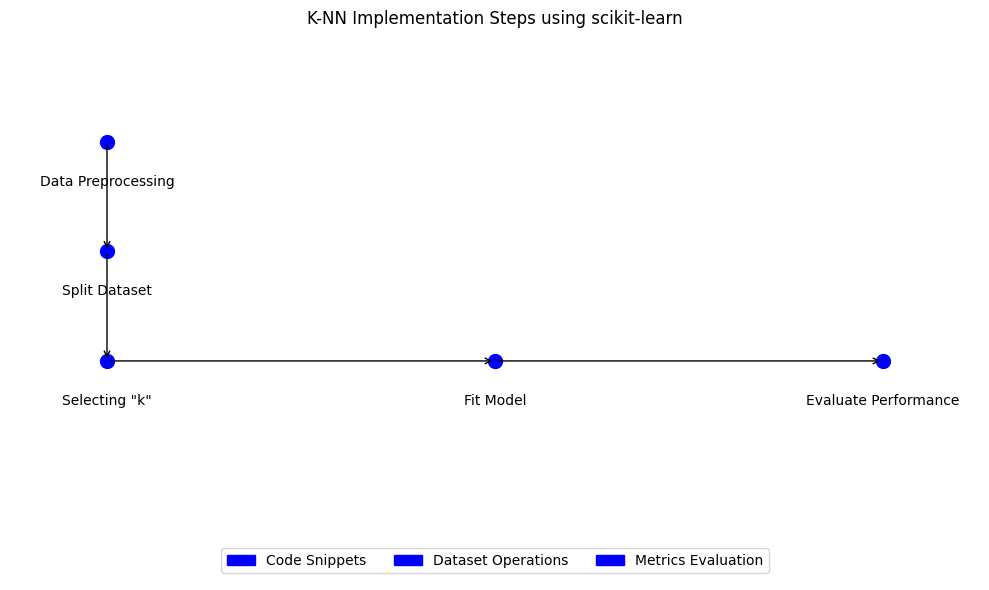 K-NN Implementation Steps using scikit-learn
Data Preprocessing
Split Dataset
Selecting "k"
Fit Model
Evaluate Performance
Code Snippets
Dataset Operations
Metrics Evaluation